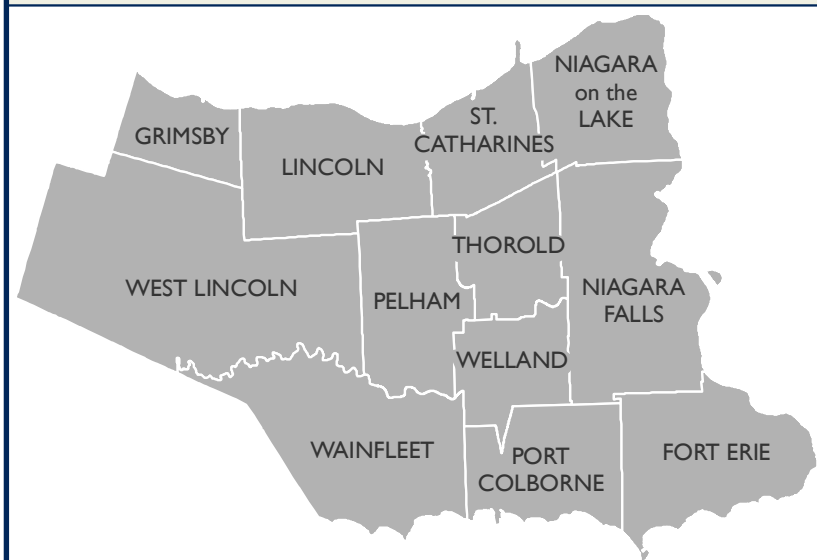 NIAGARA
on the
LAKE
ST.
CATHARINES
GRIMSBY
LINCOLN
THOROLD
WEST LINCOLN
PELHAM
NIAGARA
FALLS
WELLAND
WAINFLEET
PORT
COLBORNE
FORT ERIE